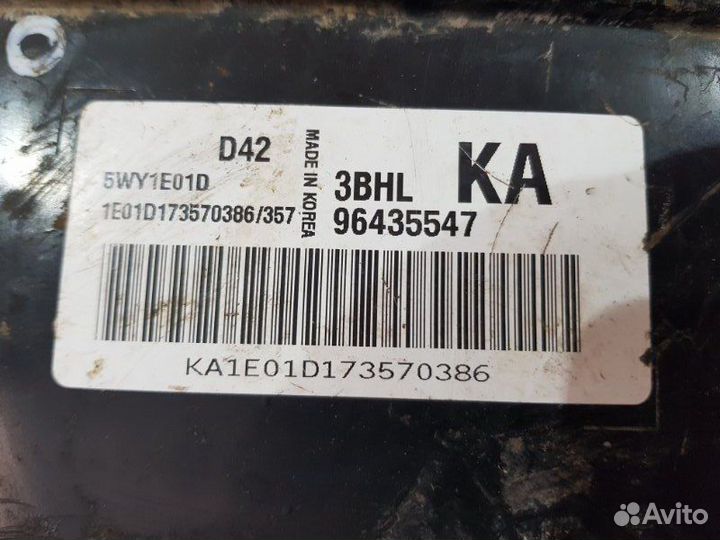 D42
5WY1E01D
1E01D173570386/357
MADE IN KOREA
3BHL KA
96435547
KA1E01D173570386
Avito